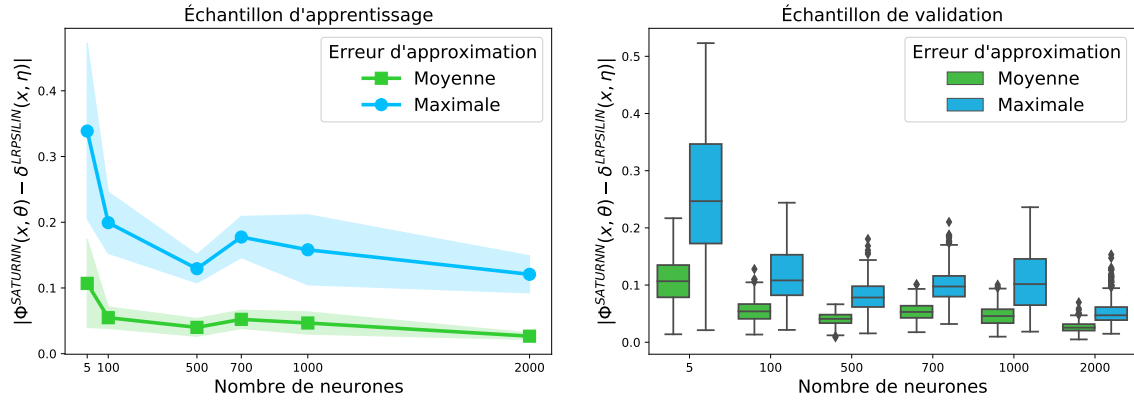 Échantillon d'apprentissage
|Φ^{SATURNN}(x, θ) − δ^{LRPSILIN}(x, η)|
0.4
0.3
0.2
0.1
0.0
Erreur d'approximation
Moyenne
Maximale
5 100 500 700 1000 2000
Nombre de neurones
Échantillon de validation
|Φ^{SATURNN}(x, θ) − δ^{LRPSILIN}(x, η)|
0.5
0.4
0.3
0.2
0.1
0.0
Erreur d'approximation
Moyenne
Maximale
5 100 500 700 1000 2000
Nombre de neurones